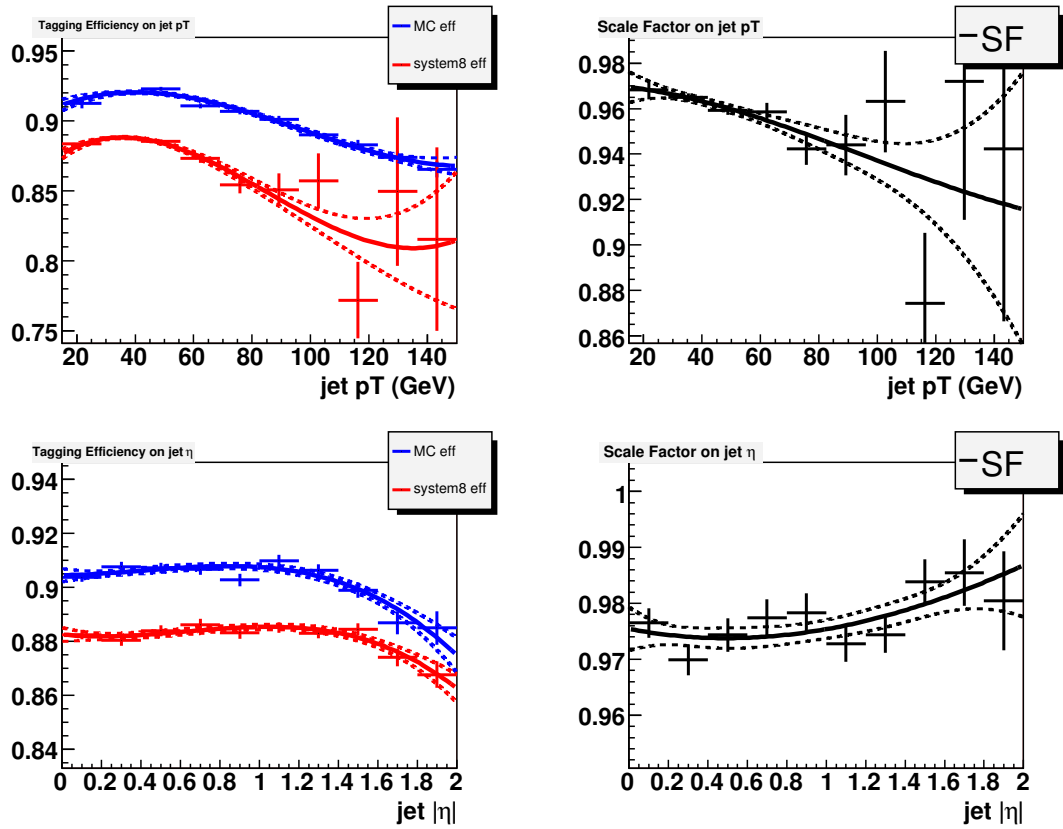 Tagging Efficiency on jet pT
MC eff
system8 eff
0.95
0.9
0.85
0.8
0.75
20 40 60 80 100 120 140
jet pT (GeV)
Scale Factor on jet pT
SF
0.98
0.96
0.94
0.92
0.9
0.88
0.86
20 40 60 80 100 120 140
jet pT (GeV)
Tagging Efficiency on jet η
MC eff
system8 eff
0.94
0.92
0.9
0.88
0.86
0.84
0 0.2 0.4 0.6 0.8 1 1.2 1.4 1.6 1.8 2
jet |η|
Scale Factor on jet η
SF
1
0.99
0.98
0.97
0.96
0 0.2 0.4 0.6 0.8 1 1.2 1.4 1.6 1.8 2
jet |η|